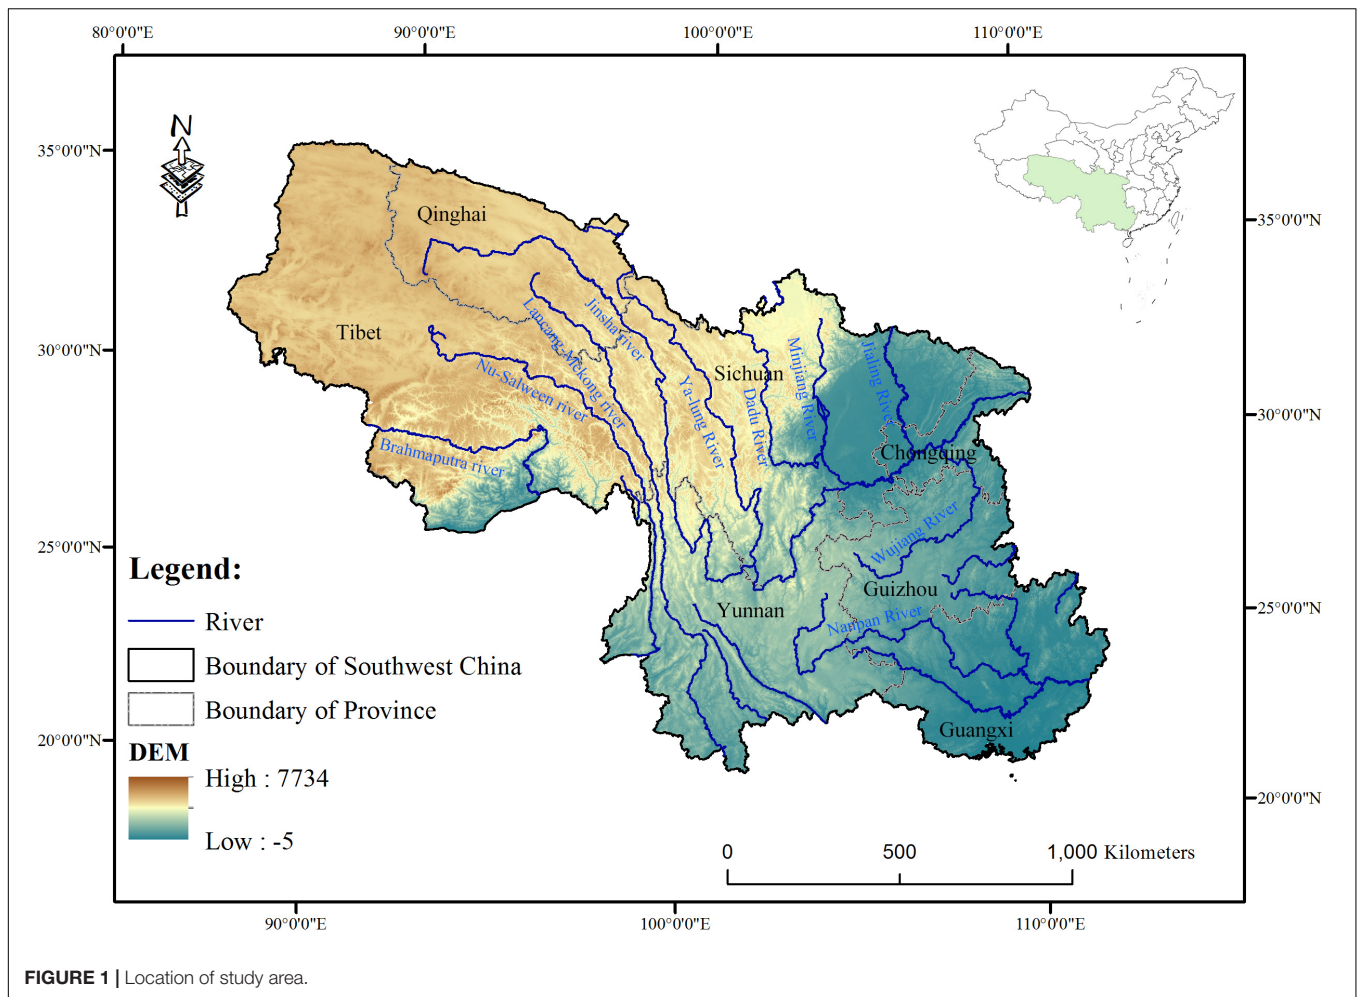 80°0'0"E
90°0'0"E
100°0'0"E
110°0'0"E
N
35°0'0"N
35°0'0"N
Qinghai
Tibet
30°0'0"N
30°0'0"N
Jinsha river
Lancang-Mekong river
Nu-Salween river
Brahmaputra river
Ya-lung River
Sichuan
Dadu River
Minjiang River
Jialing River
Chongqing
Wujiang River
25°0'0"N
25°0'0"N
Guizhou
Yunnan
Nanpan River
Guangxi
Legend:
River
Boundary of Southwest China
Boundary of Province
20°0'0"N
20°0'0"N
DEM
High : 7734
Low : -5
0 500 1,000 Kilometers
90°0'0"E
100°0'0"E
110°0'0"E
FIGURE 1 | Location of study area.